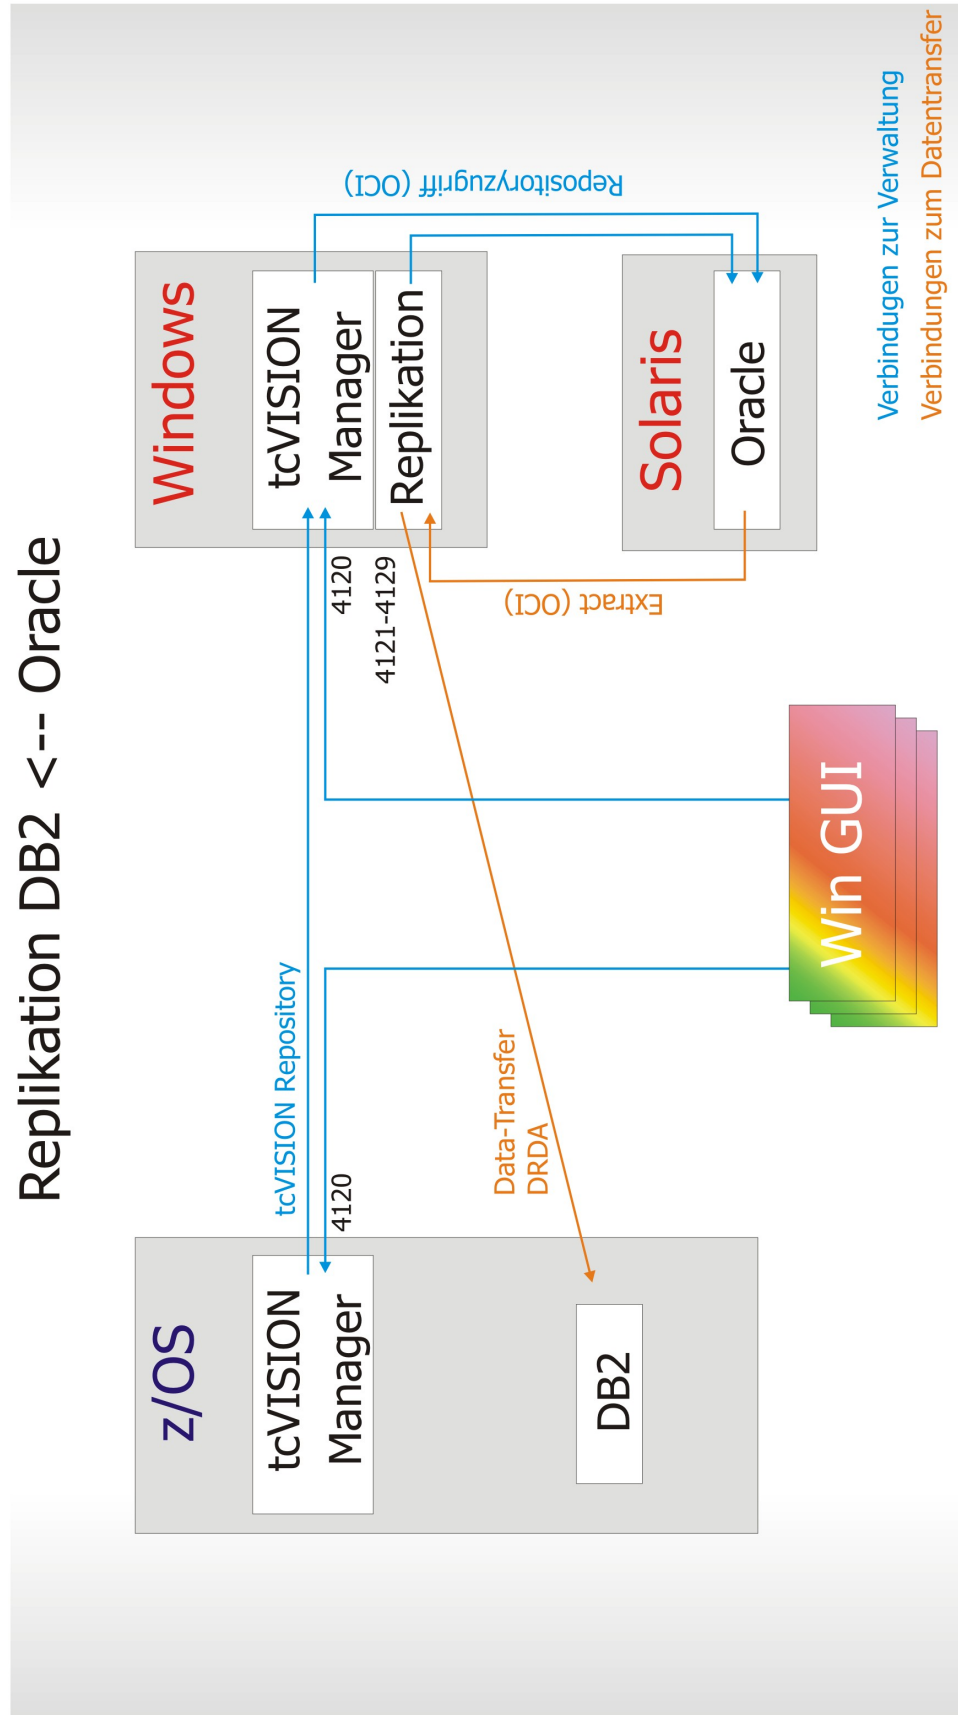 Replikation DB2 <-- Oracle
z/OS
tcVISION
Manager
DB2
tcVISION Repository
4120
Data-Transfer
DRDA
Win GUI
Windows
tcVISION
Manager
Replikation
4120
4121-4129
Repositoryzugriff (OCI)
Extract (OCI)
Solaris
Oracle
Verbindugen zur Verwaltung
Verbindungen zum Datentransfer